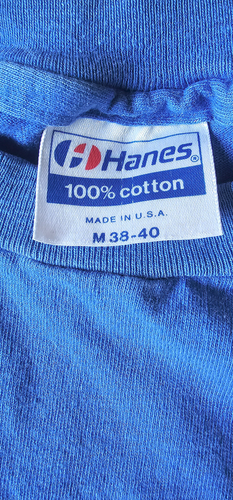 Hanes®
100% cotton
MADE IN U.S.A.
M 38-40